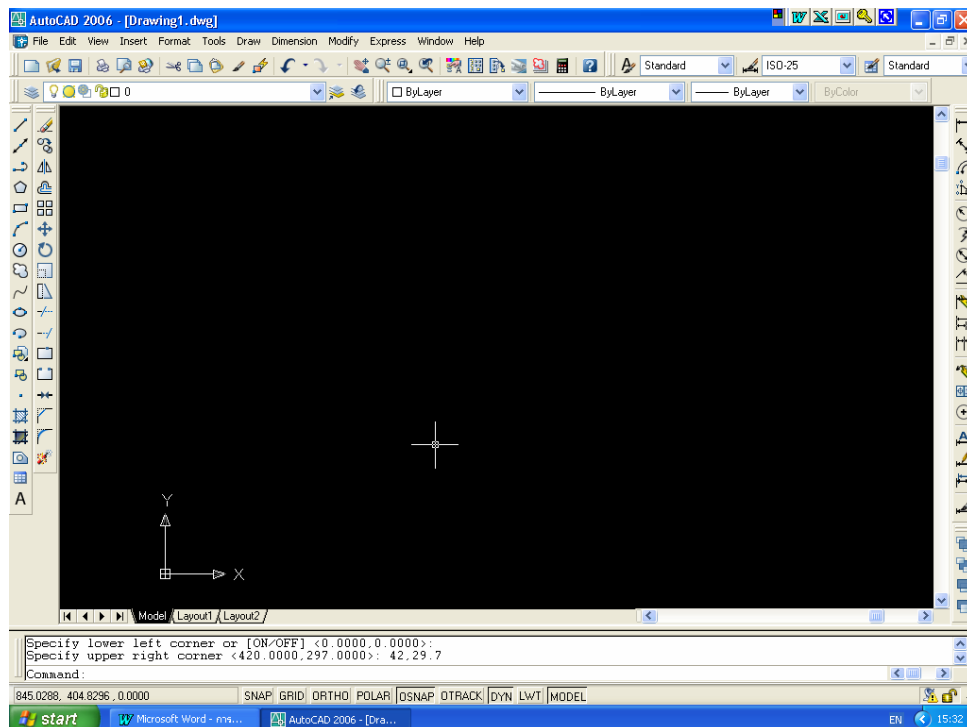 AutoCAD 2006 - [Drawing1.dwg]
File Edit View Insert Format Tools Draw Dimension Modify Express Window Help
Standard ISO-25 Standard
0 ByLayer ByLayer ByLayer ByColor
A
Y
X
Model Layout1 Layout2
Specify lower left corner or [ON/OFF] <0.0000,0.0000>:
Specify upper right corner <420.0000,297.0000>: 42,29.7
Command:
845.0288, 404.8296 , 0.0000 SNAP GRID ORTHO POLAR OSNAP OTRACK DYN LWT MODEL
start Microsoft Word - การ... AutoCAD 2006 - [Dra... EN 15:32